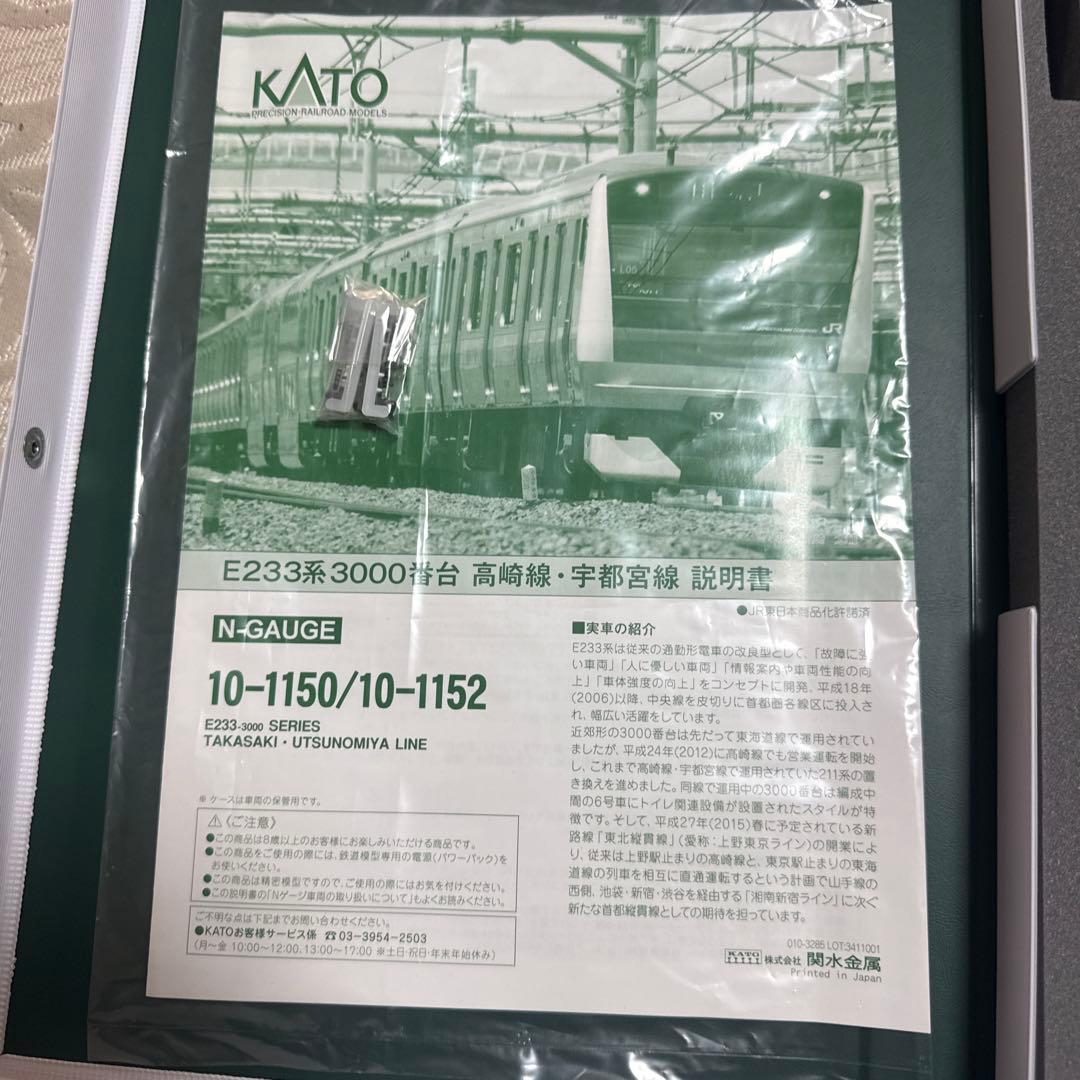 KATO
PRECISION RAILROAD MODELS
L05
JR
E233系3000番台 高崎線・宇都宮線 説明書
●JR東日本商品化許諾済
N-GAUGE
10-1150/10-1152
E233-3000 SERIES
TAKASAKI・UTSUNOMIYA LINE
※ ケースは車両の保管用です。
⚠〈ご注意〉
●この商品は8歳以上のお客様にお楽しみいただける商品です。
●この商品をご使用の際には、鉄道模型専用の電源(パワーパック)を
お使いください。
●この商品は精密模型ですので、ご使用の際にはお気を付けください。
●この説明書の「Nゲージ車両の取り扱いについて」もよくお読みください。
ご不明な点は下記までお問い合わせください。
●KATOお客様サービス係 ☎03-3954-2503
(月〜金 10:00〜12:00、13:00〜17:00 ※土日・祝日・年末年始休み)
■実車の紹介
E233系は従来の通勤形電車の改良型として、「故障に強
い車両」「人に優しい車両」「情報案内や車両性能の向
上」「車体強度の向上」をコンセプトに開発、平成18年
(2006)以降、中央線を皮切りに首都圏各線区に投入さ
れ、幅広い活躍をしています。
近郊形の3000番台は先だって東海道線で運用されてい
ましたが、平成24年(2012)に高崎線でも営業運転を開始
し、これまで高崎線・宇都宮線で運用されていた211系の置
き換えを進めました。同線で運用中の3000番台は編成中
間の6号車にトイレ関連設備が設置されたスタイルが特
徴です。そして、平成27年(2015)春に予定されている新
路線「東北縦貫線」(愛称:上野東京ライン)の開業によ
り、従来は上野駅止まりの高崎線と、東京駅止まりの東海
道線の列車を相互に直通運転するという計画で山手線の
西側、池袋・新宿・渋谷を経由する「湘南新宿ライン」に次ぐ
新たな首都縦貫線としての期待を担っています。
010-3285 LOT:3411001
KATO 株式会社 関水金属
Printed in Japan